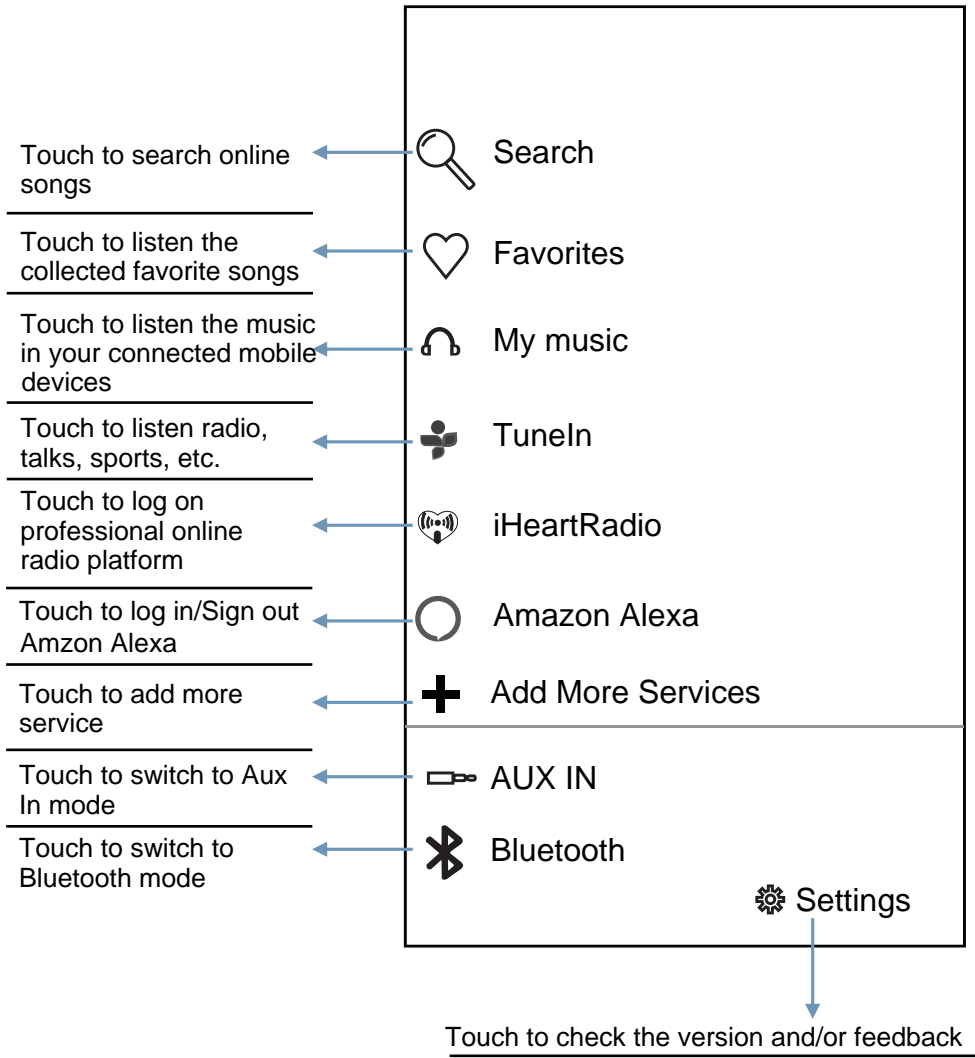 Touch to search online
songs
Search
Touch to listen the
collected favorite songs
Favorites
Touch to listen the music
in your connected mobile
devices
My music
Touch to listen radio,
talks, sports, etc.
TuneIn
Touch to log on
professional online
radio platform
iHeartRadio
Touch to log in/Sign out
Amzon Alexa
Amazon Alexa
Touch to add more
service
Add More Services
Touch to switch to Aux
In mode
AUX IN
Touch to switch to
Bluetooth mode
Bluetooth
Settings
Touch to check the version and/or feedback